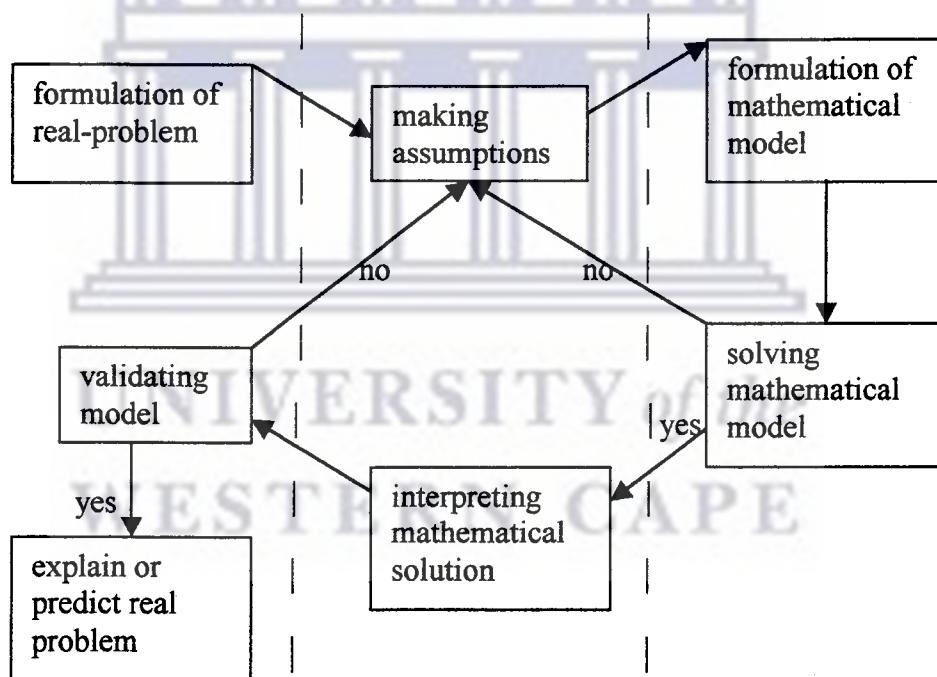 formulation of
real-problem
making
assumptions
formulation of
mathematical
model
no
no
validating
model
solving
mathematical
model
yes
yes
interpreting
mathematical
solution
explain or
predict real
problem
UNIVERSITY of the
WESTERN CAPE